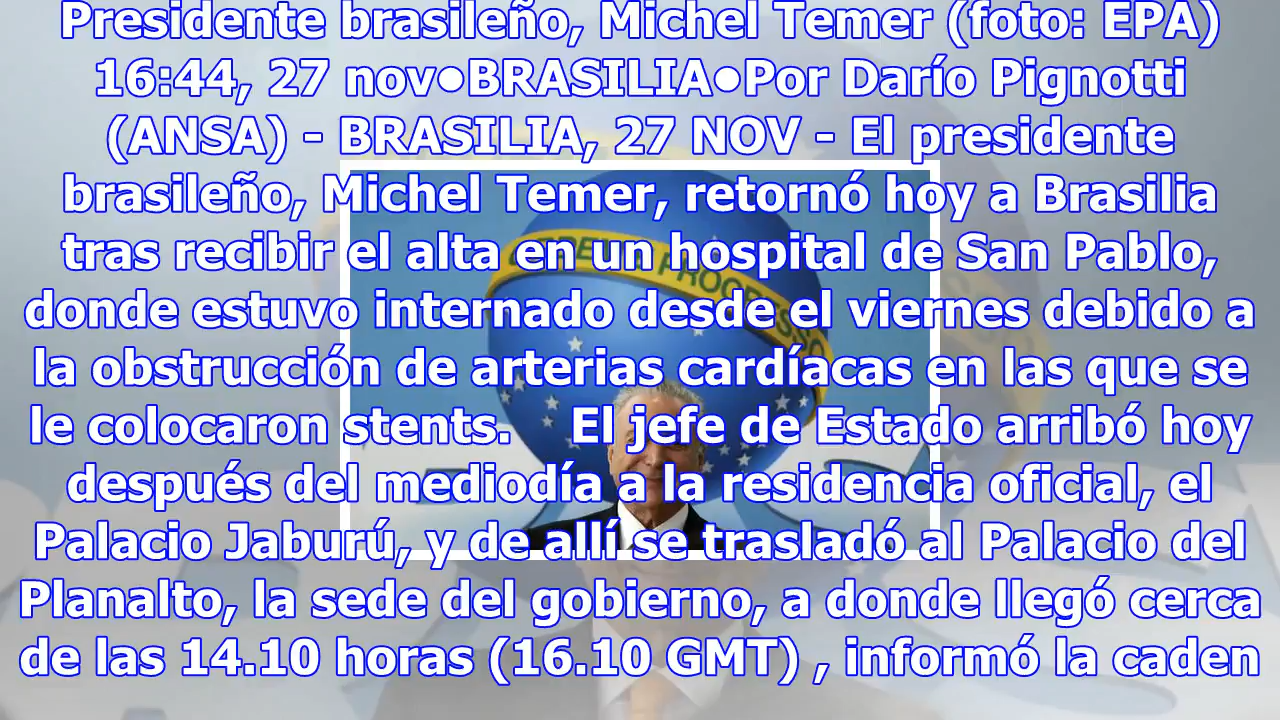 Presidente brasileño, Michel Temer (foto: EPA)
16:44, 27 nov●BRASILIA●Por Darío Pignotti
(ANSA) - BRASILIA, 27 NOV - El presidente
brasileño, Michel Temer, retornó hoy a Brasilia
tras recibir el alta en un hospital de San Pablo,
donde estuvo internado desde el viernes debido a
la obstrucción de arterias cardíacas en las que se
le colocaron stents. El jefe de Estado arribó hoy
después del mediodía a la residencia oficial, el
Palacio Jaburú, y de allí se trasladó al Palacio del
Planalto, la sede del gobierno, a donde llegó cerca
de las 14.10 horas (16.10 GMT) , informó la caden
PROGRESSO